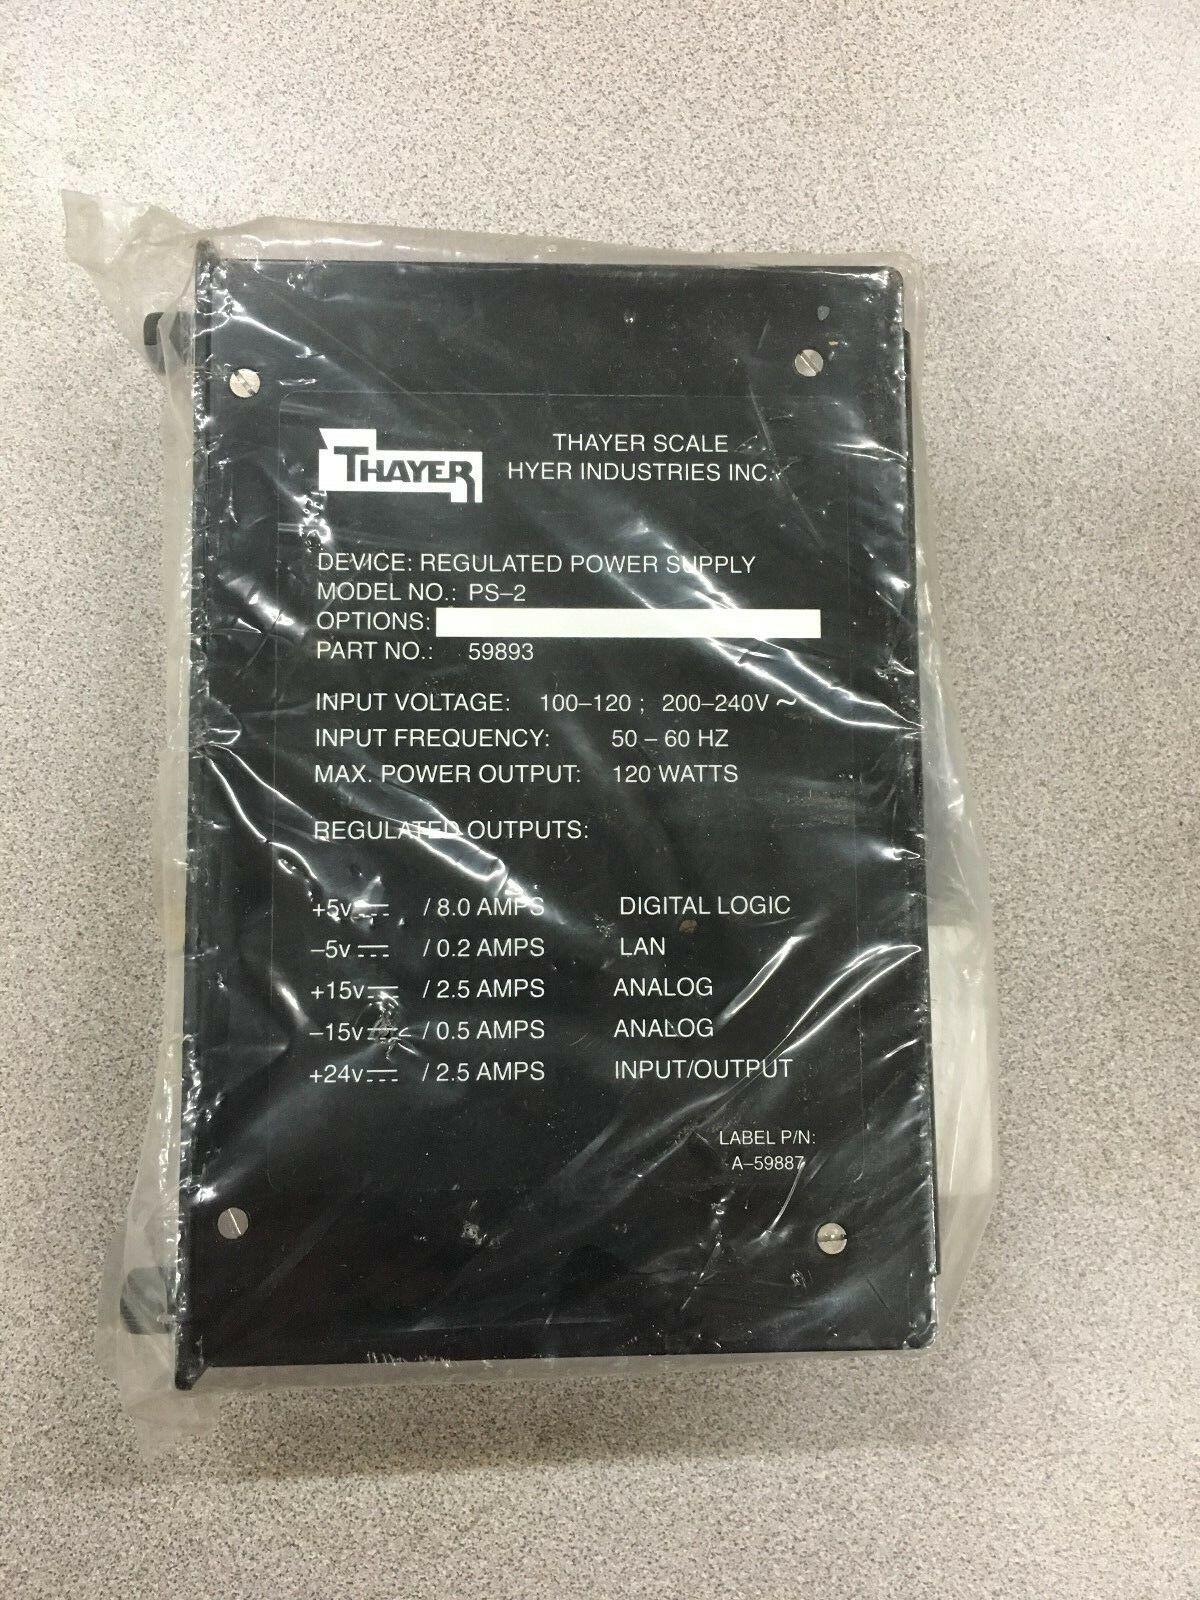 THAYER
THAYER SCALE
HYER INDUSTRIES INC.
DEVICE: REGULATED POWER SUPPLY
MODEL NO.: PS–2
OPTIONS:
PART NO.: 59893
INPUT VOLTAGE: 100–120 ; 200–240V ~
INPUT FREQUENCY: 50 – 60 HZ
MAX. POWER OUTPUT: 120 WATTS
REGULATED OUTPUTS:
+5v / 8.0 AMPS DIGITAL LOGIC
–5v / 0.2 AMPS LAN
+15v / 2.5 AMPS ANALOG
–15v / 0.5 AMPS ANALOG
+24v / 2.5 AMPS INPUT/OUTPUT
LABEL P/N:
A–59887